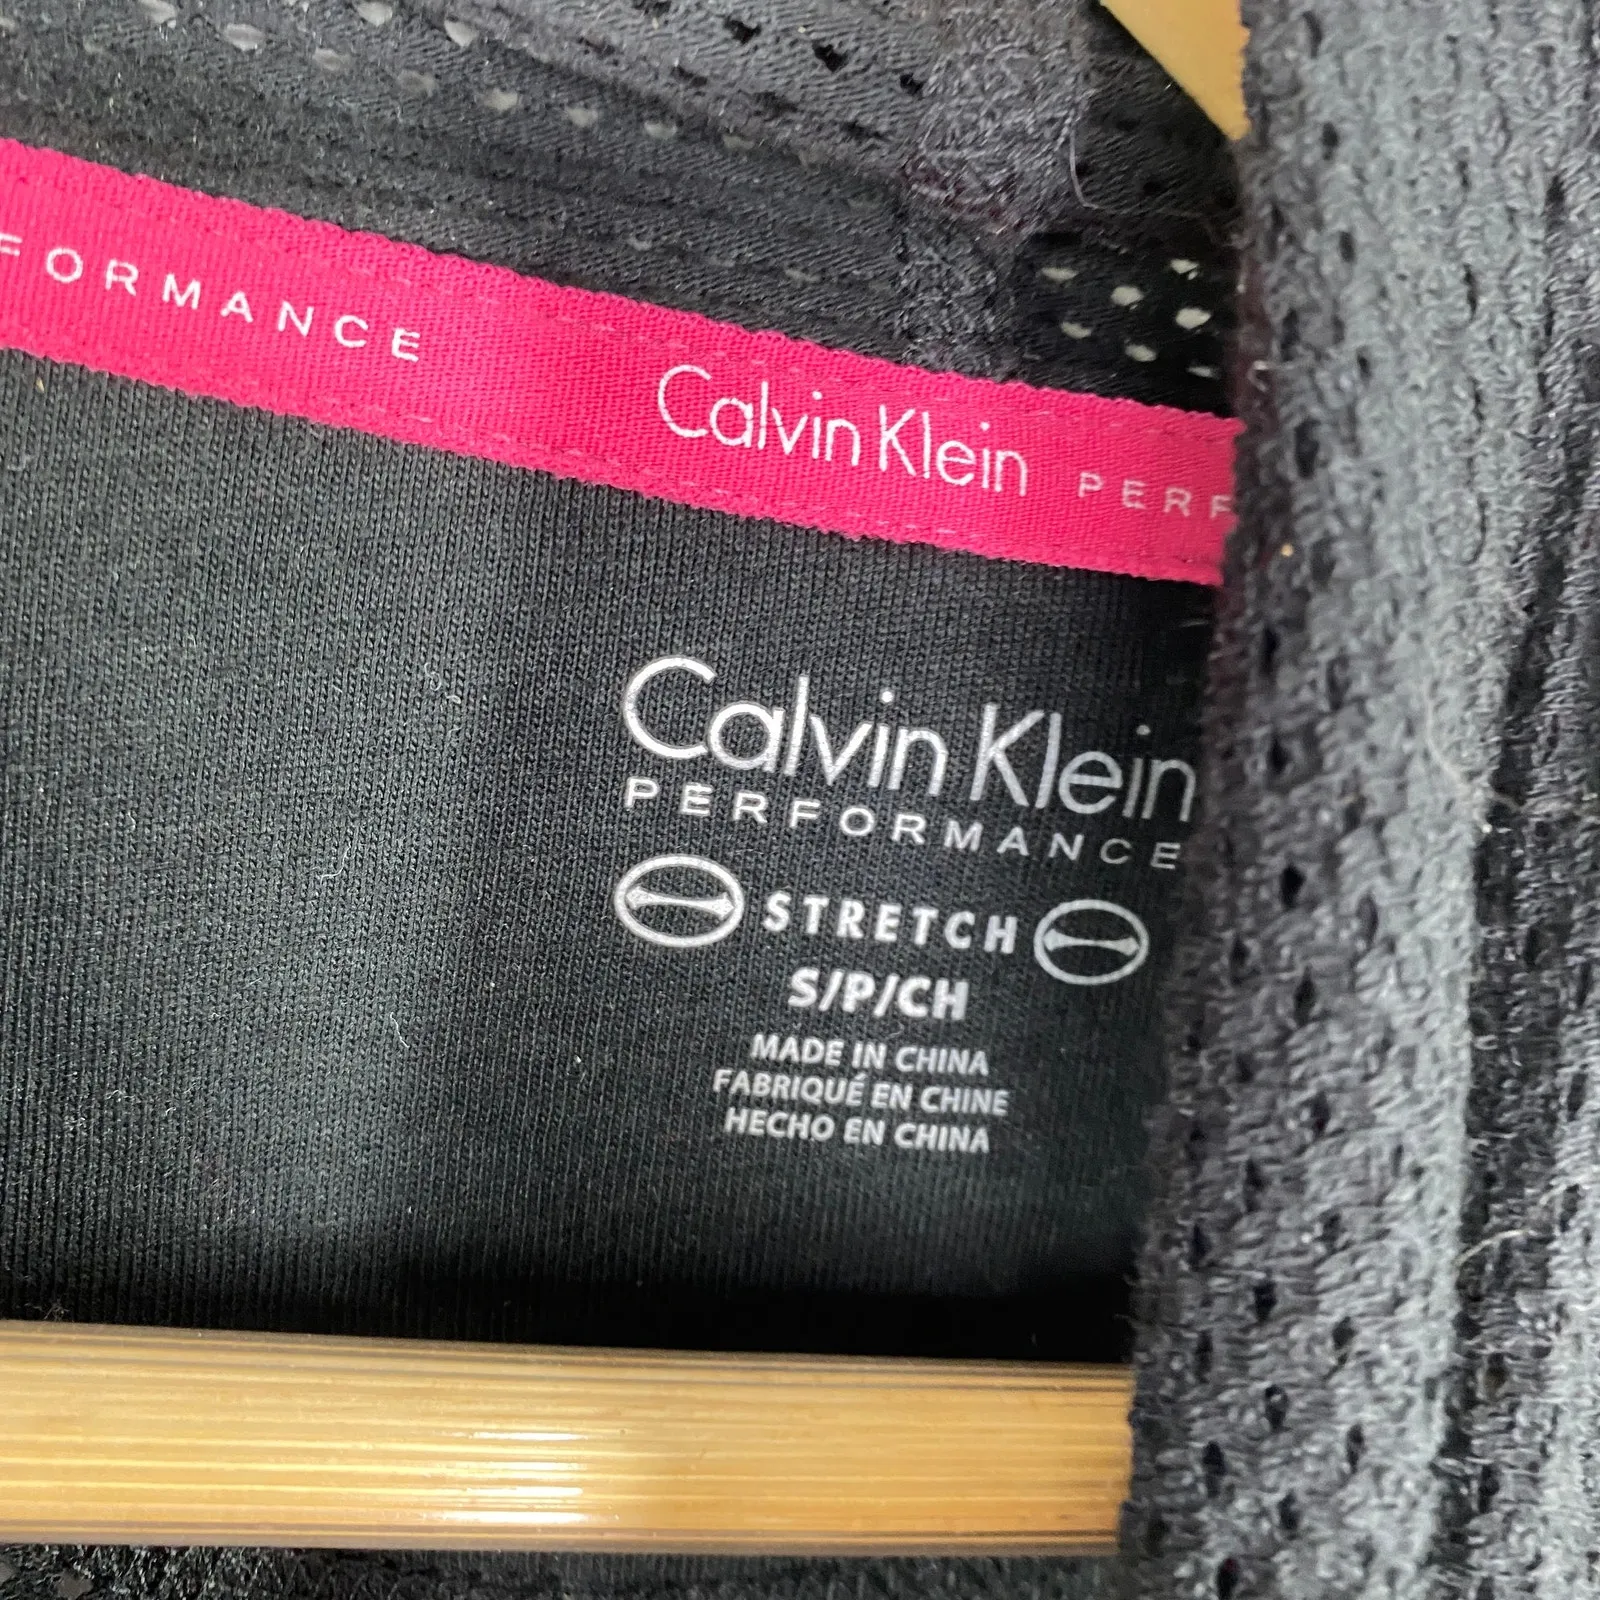 FORMANCE Calvin Klein PERF
Calvin Klein
PERFORMANCE
STRETCH
S/P/CH
MADE IN CHINA
FABRIQUÉ EN CHINE
HECHO EN CHINA